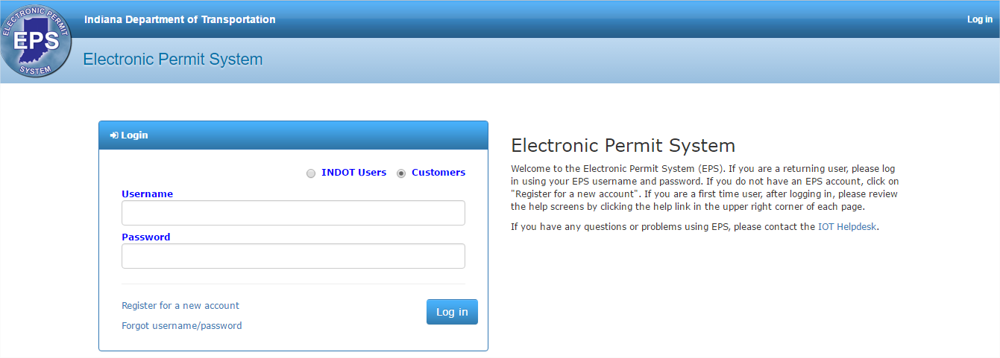 ELECTRONIC PERMIT
EPS
SYSTEM
Indiana Department of Transportation
Log in
Electronic Permit System
Login
INDOT Users
Customers
Username
Password
Register for a new account
Forgot username/password
Log in
Electronic Permit System
Welcome to the Electronic Permit System (EPS). If you are a returning user, please log
in using your EPS username and password. If you do not have an EPS account, click on
"Register for a new account". If you are a first time user, after logging in, please review
the help screens by clicking the help link in the upper right corner of each page.
If you have any questions or problems using EPS, please contact the IOT Helpdesk.